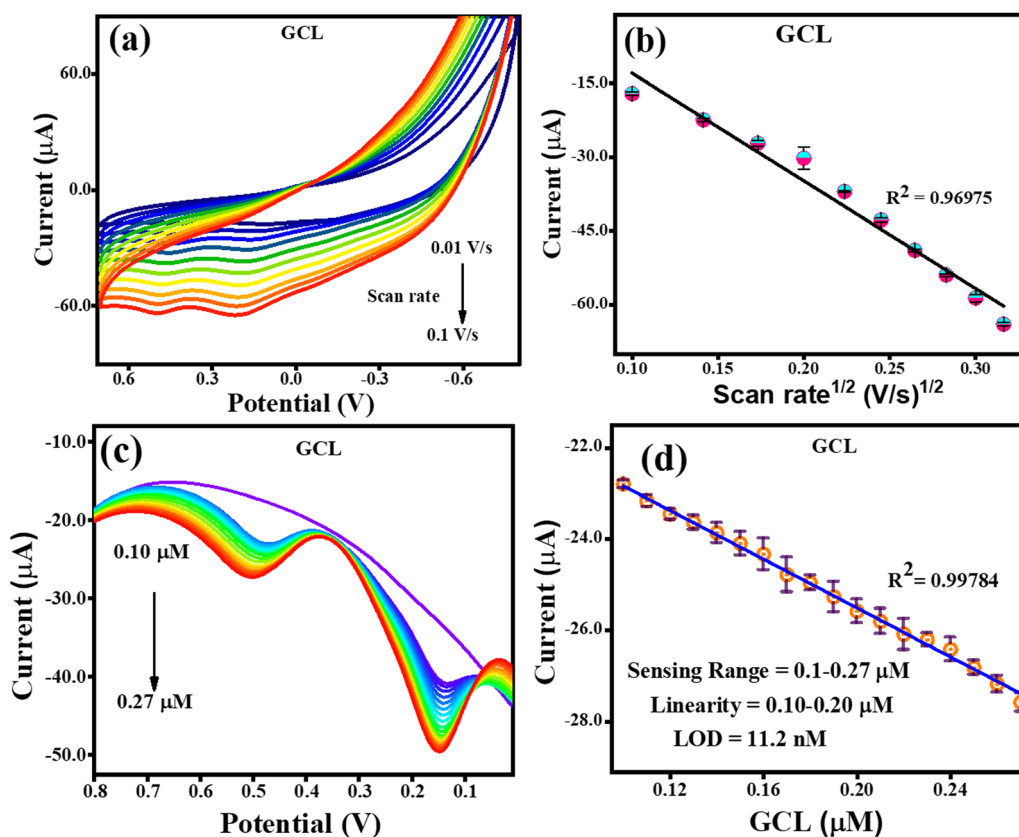 (a)
GCL
60.0
0.0
-30.0
-60.0
Current (µA)
0.01 V/s
Scan rate
0.1 V/s
0.6
0.3
0.0
-0.3
-0.6
Potential (V)
(b)
GCL
-15.0
-30.0
-45.0
-60.0
Current (µA)
R² = 0.96975
0.10
0.20
0.30
Scan rate^1/2 (V/s)^1/2
(c)
GCL
-10.0
-20.0
-30.0
-40.0
-50.0
Current (µA)
0.10 µM
0.27 µM
0.8
0.7
0.6
0.5
0.4
0.3
0.2
0.1
Potential (V)
(d)
GCL
-22.0
-24.0
-26.0
-28.0
Current (µA)
R² = 0.99784
Sensing Range = 0.1-0.27 µM
Linearity = 0.10-0.20 µM
LOD = 11.2 nM
0.12
0.16
0.20
0.24
GCL (µM)